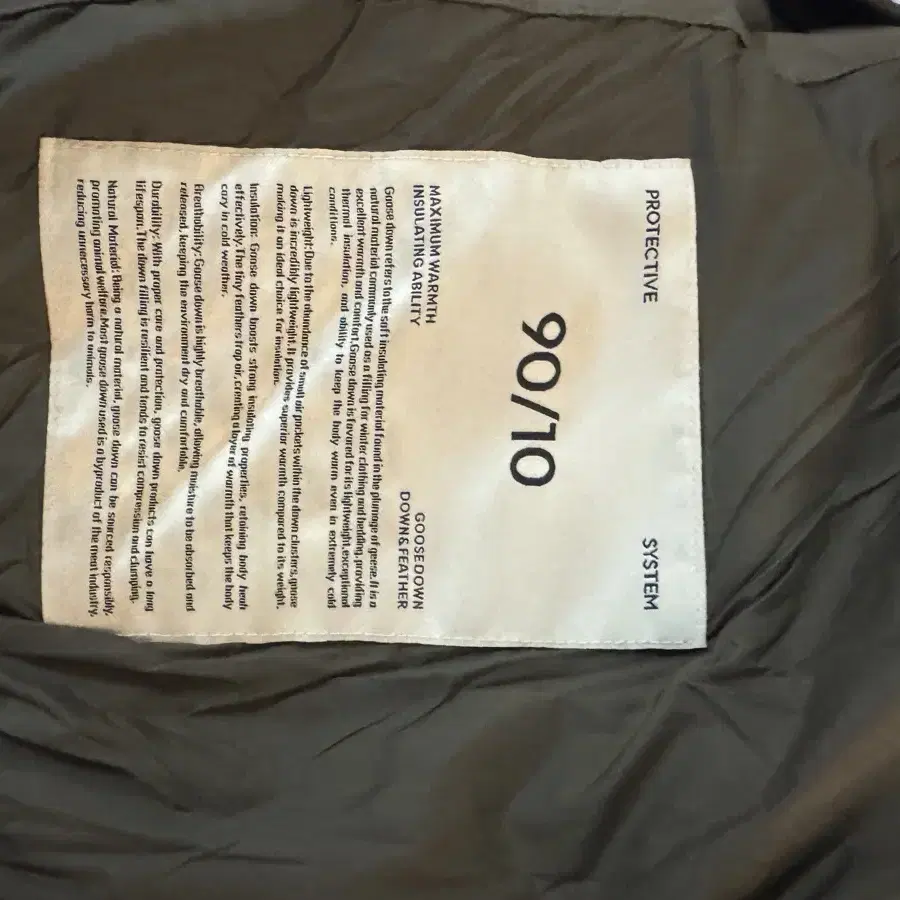 PROTECTIVE SYSTEM
90/10
MAXIMUM WARMTH
INSULATING ABILITY
GOOSEDOWN
DOWN&FEATHER
Goose down refers to the soft insulating material found in the plumage of geese.It is a
natural material commonly used as a filling for winter clothing and bedding, providing
excellent warmth and comfort.Goose down is favored for its lightweight,exceptional
thermal insulation, and ability to keep the body warm even in extremely cold
conditions.
Lightweight:Due to the abundance of small air pockets within the down clusters,goose
down is incredibly lightweight.It provides superior warmth compared to its weight,
making it an ideal choice for insulation.
Insulation: Goose down boasts strong insulating properties, retaining body heah
effectively.The tiny feathers trap air,creating a layer of warmth that keeps the body
cozy in cold weather.
Breathability:Goose down is highly breathable, allowing moisture to be absorbed and
released, keeping the environment dry and comfortable.
Durability: With proper care and protection, goose down products can have a long
lifespan.The down filling is resilient and tends to resist compression and clumping.
Natural Material: Being a natural material, goose down can be sourced responsibly,
promoting animal welfare.Most goose down used is a byproduct of the meat industry,
reducing unnecessary harm to animals.